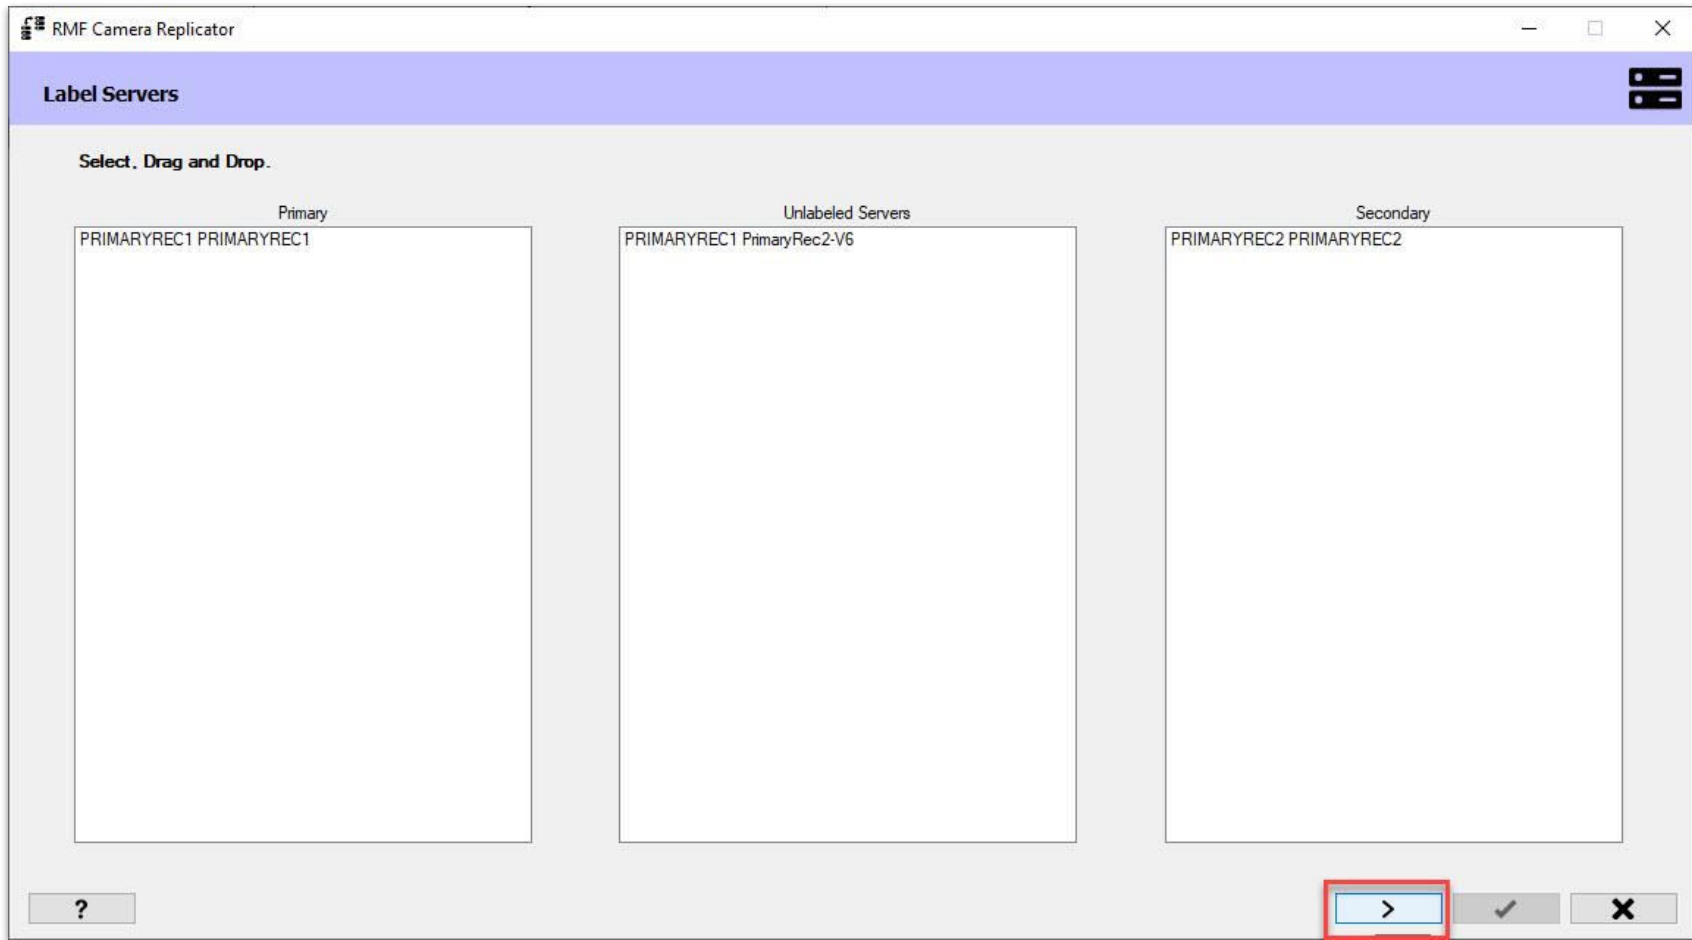 RMF Camera Replicator
Label Servers
Select, Drag and Drop.
Primary
Unlabeled Servers
Secondary
PRIMARYREC1 PRIMARYREC1
PRIMARYREC1 PrimaryRec2-V6
PRIMARYREC2 PRIMARYREC2
?
>